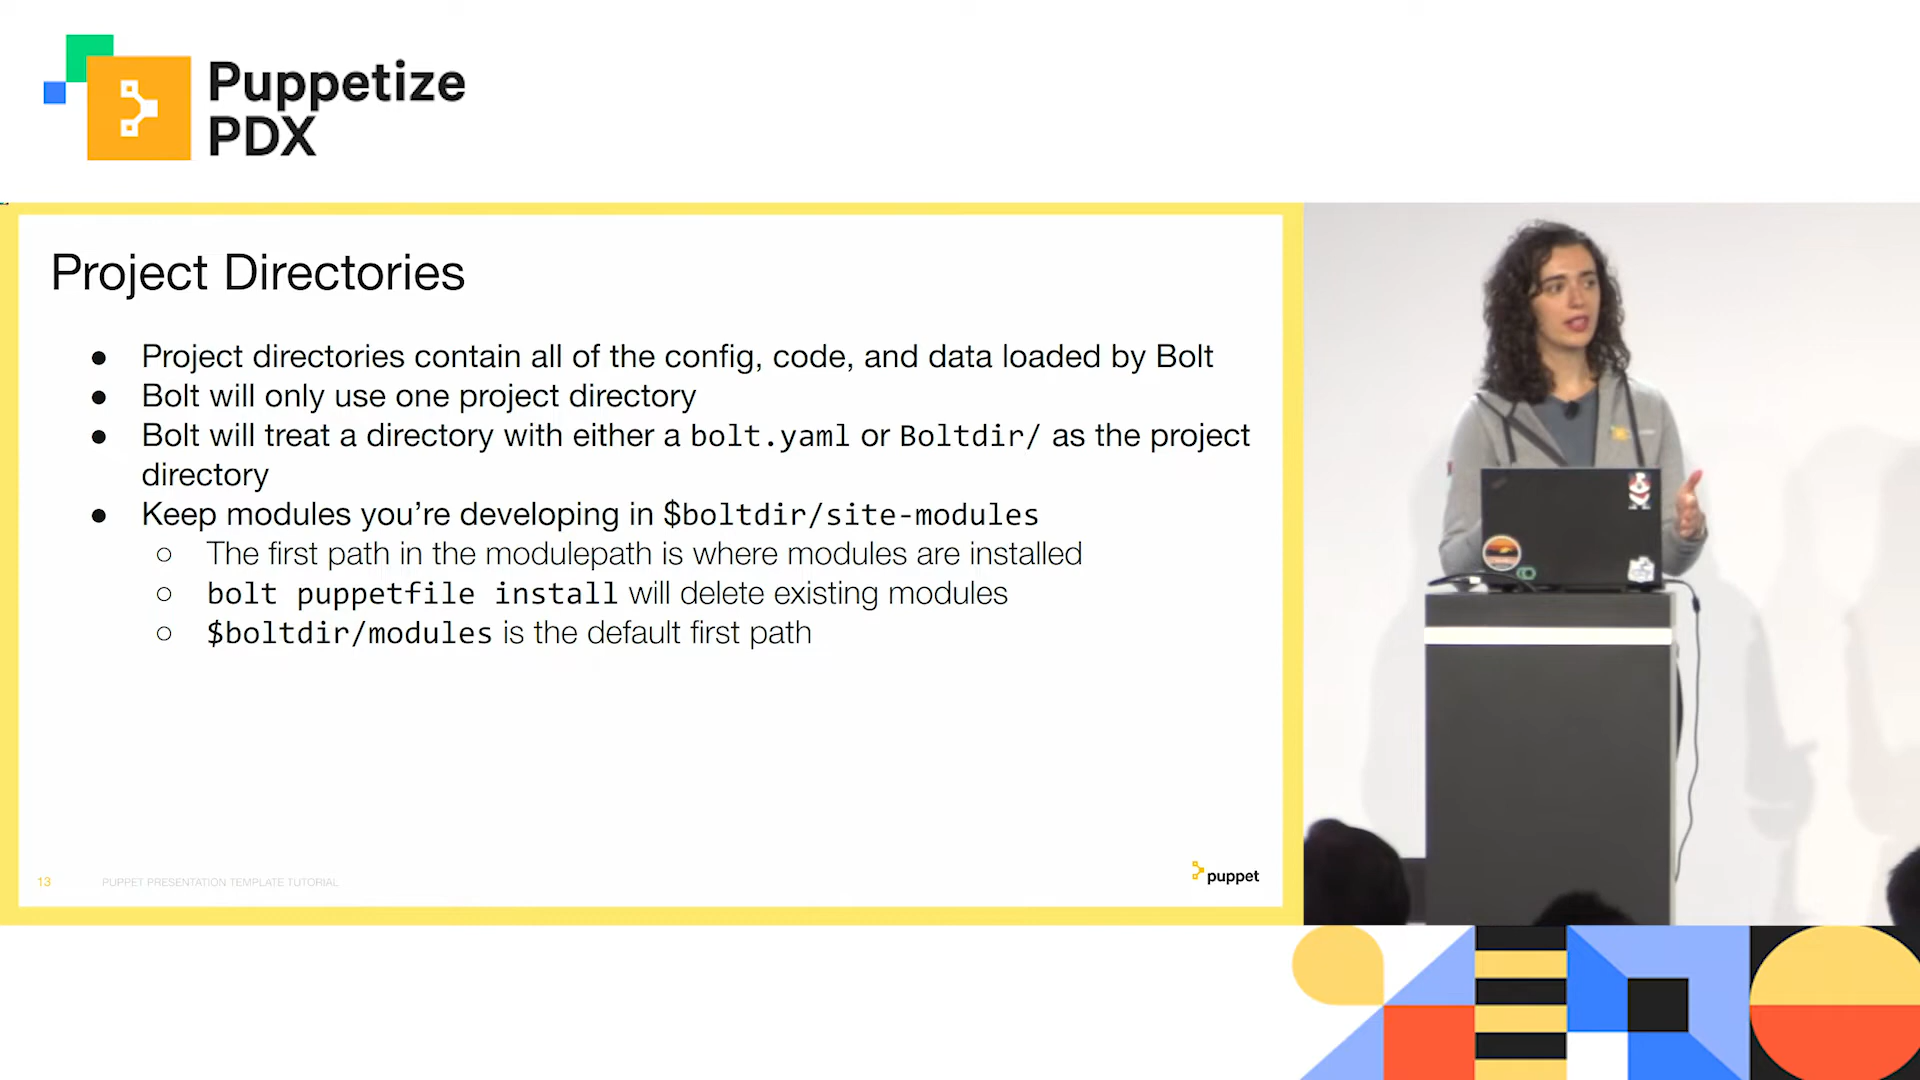 Puppetize
PDX
Project Directories
● Project directories contain all of the config, code, and data loaded by Bolt
● Bolt will only use one project directory
● Bolt will treat a directory with either a bolt.yaml or Boltdir/ as the project
directory
● Keep modules you’re developing in $boltdir/site-modules
○ The first path in the modulepath is where modules are installed
○ bolt puppetfile install will delete existing modules
○ $boltdir/modules is the default first path
13 PUPPET PRESENTATION TEMPLATE TUTORIAL
puppet